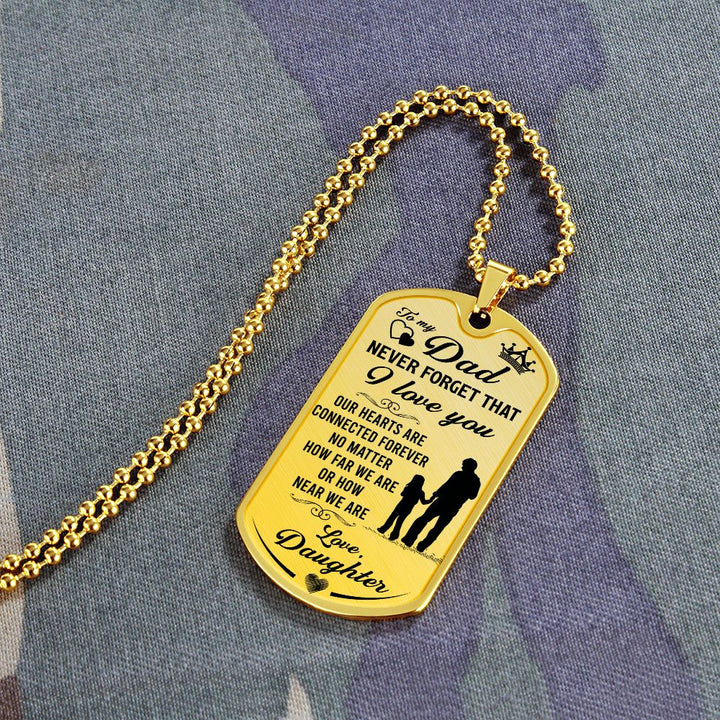 To my
Dad
NEVER FORGET THAT
I love you
OUR HEARTS ARE
CONNECTED FOREVER
NO MATTER
HOW FAR WE ARE
OR HOW
NEAR WE ARE
Love,
Daughter